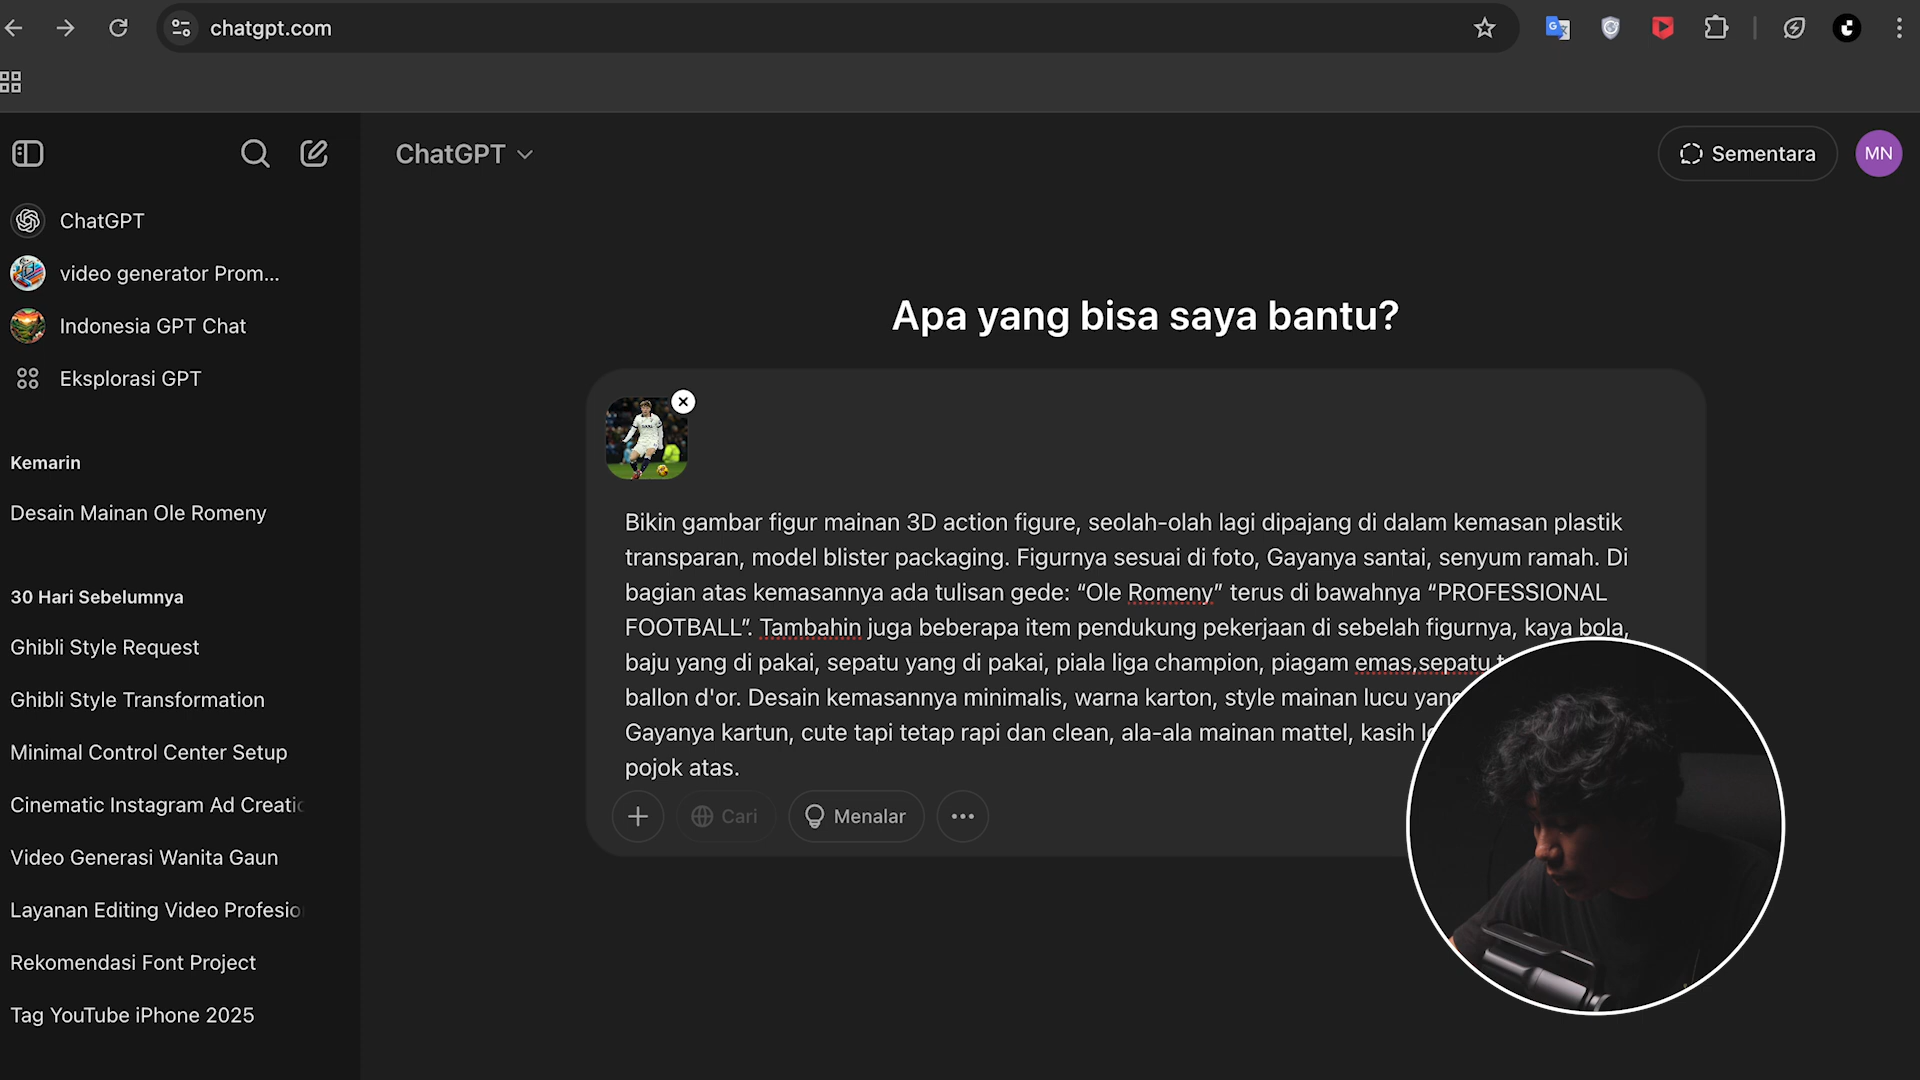 chatgpt.com
ChatGPT
Sementara
MN
ChatGPT
video generator Prom...
Indonesia GPT Chat
Eksplorasi GPT
Kemarin
Desain Mainan Ole Romeny
30 Hari Sebelumnya
Ghibli Style Request
Ghibli Style Transformation
Minimal Control Center Setup
Cinematic Instagram Ad
Video Generasi Wanita Gaun
Layanan Editing Video
Rekomendasi Font Project
Tag YouTube iPhone 2025
Apa yang bisa saya bantu?
Bikin gambar figur mainan 3D action figure, seolah-olah lagi dipajang di dalam kemasan plastik
transparan, model blister packaging. Figurnya sesuai di foto, Gayanya santai, senyum ramah. Di
bagian atas kemasannya ada tulisan gede: “Ole Romeny” terus di bawahnya “PROFESSIONAL
FOOTBALL”. Tambahin juga beberapa item pendukung pekerjaan di sebelah figurnya, kaya bola,
baju yang di pakai, sepatu yang di pakai, piala liga champion, piagam emas,sepatu
ballon d'or. Desain kemasannya minimalis, warna karton, style mainan lucu yang
Gayanya kartun, cute tapi tetap rapi dan clean, ala-ala mainan mattel, kasih
pojok atas.
Cari
Menalar